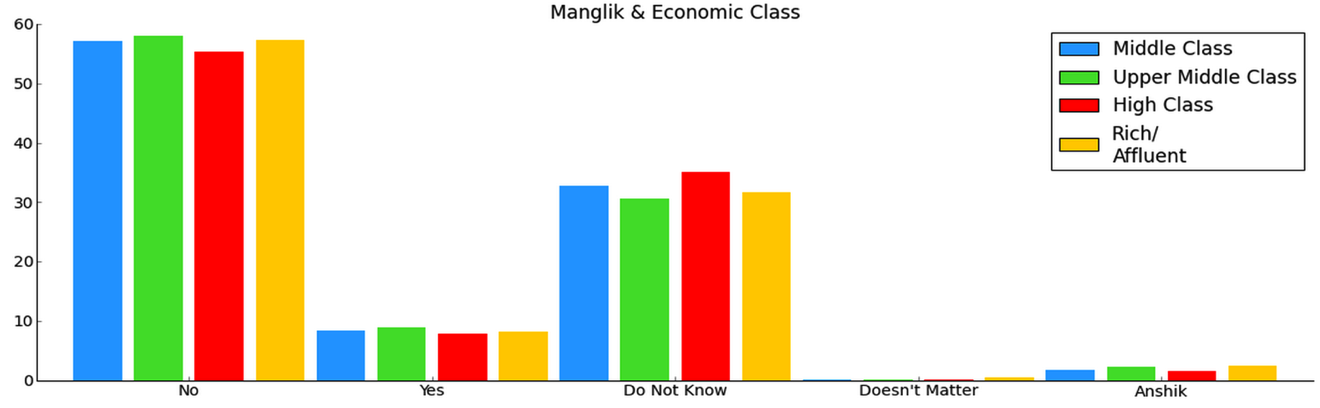 Manglik & Economic Class
60
50
40
30
20
10
0
Middle Class
Upper Middle Class
High Class
Rich/
Affluent
No
Yes
Do Not Know
Doesn't Matter
Anshik